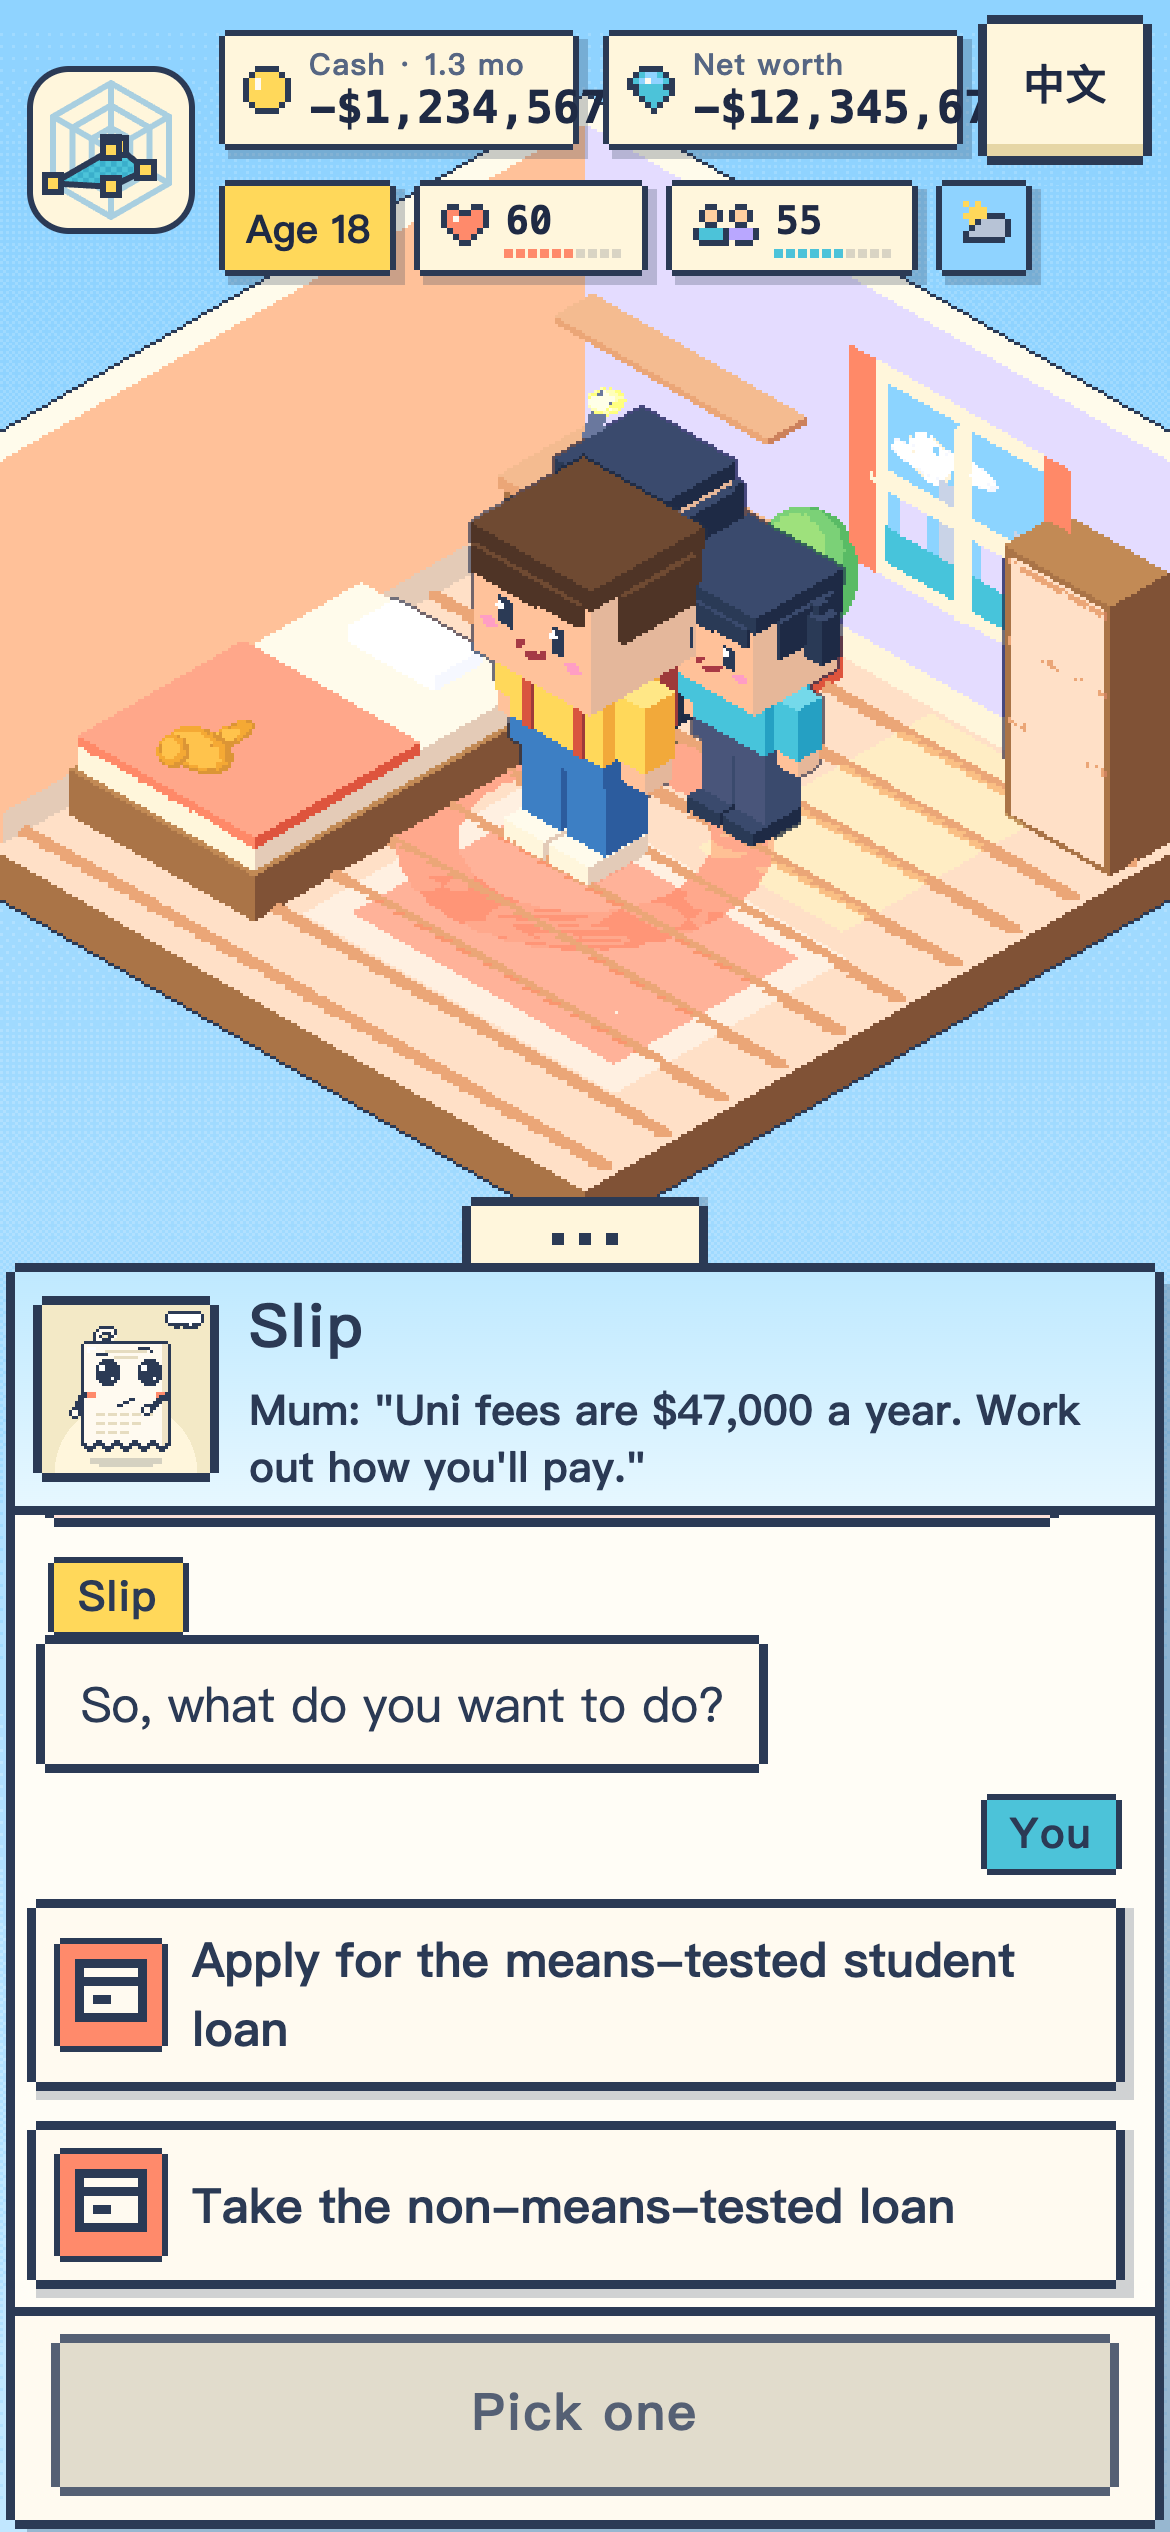 Cash · 1.3 mo
−$1,234,567
Net worth
−$12,345,67
中文
Age 18
60
55
Slip
Mum: "Uni fees are $47,000 a year. Work
out how you'll pay."
Slip
So, what do you want to do?
You
Apply for the means–tested student
loan
Take the non–means–tested loan
Pick one